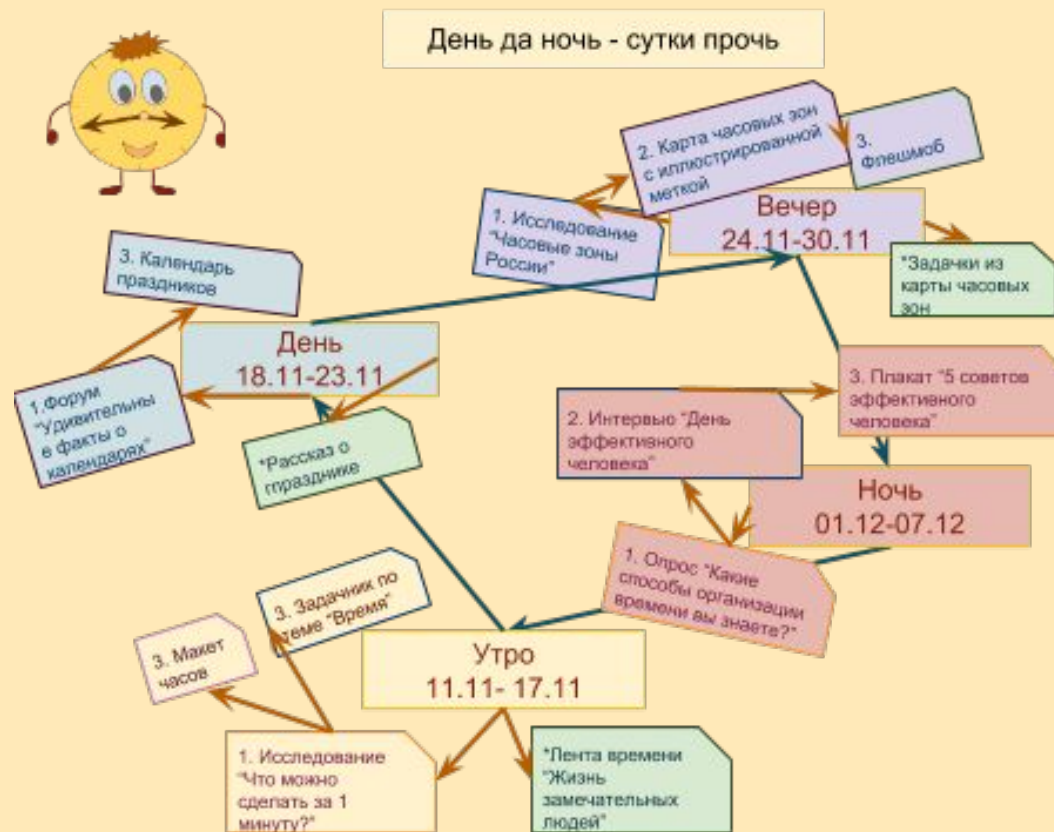 День да ночь - сутки прочь
2. Карта часовых зон
с иллюстрированной
меткой
3.
Флешмоб
1. Исследование
"Часовые зоны
России"
Вечер
24.11-30.11
*Задачки из
карты часовых
зон
3. Календарь
праздников
День
18.11-23.11
1.Форум
"Удивительны
е факты о
календарях"
*Рассказ о
гпразднике
2. Интервью "День
эффективного
человека"
3. Плакат "5 советов
эффективного
человека"
Ночь
01.12-07.12
1. Опрос "Какие
способы организации
времени вы знаете?"
3. Задачник по
теме "Время"
3. Макет
часов
Утро
11.11- 17.11
1. Исследование
"Что можно
сделать за 1
минуту?"
*Лента времени
"Жизнь
замечательных
людей"